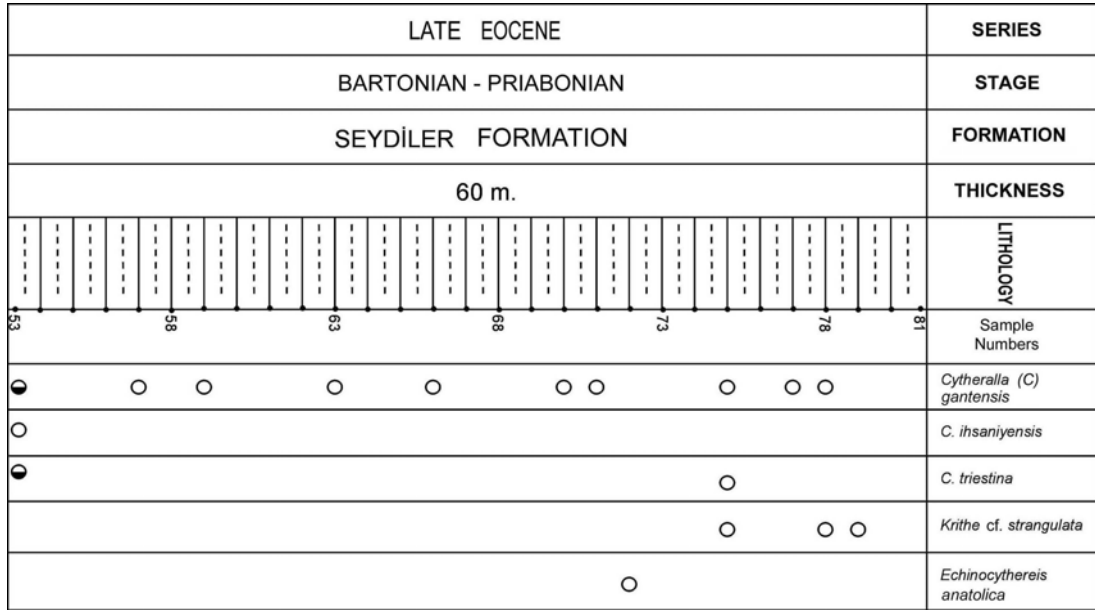 LATE EOCENE
SERIES
BARTONIAN - PRIABONIAN
STAGE
SEYDİLER FORMATION
FORMATION
60 m.
THICKNESS
LITHOLOGY
53 58 63 68 73 78 81
Sample
Numbers
Cytheralla (C)
gantensis
C. ihsaniyensis
C. triestina
Krithe cf. strangulata
Echinocythereis
anatolica